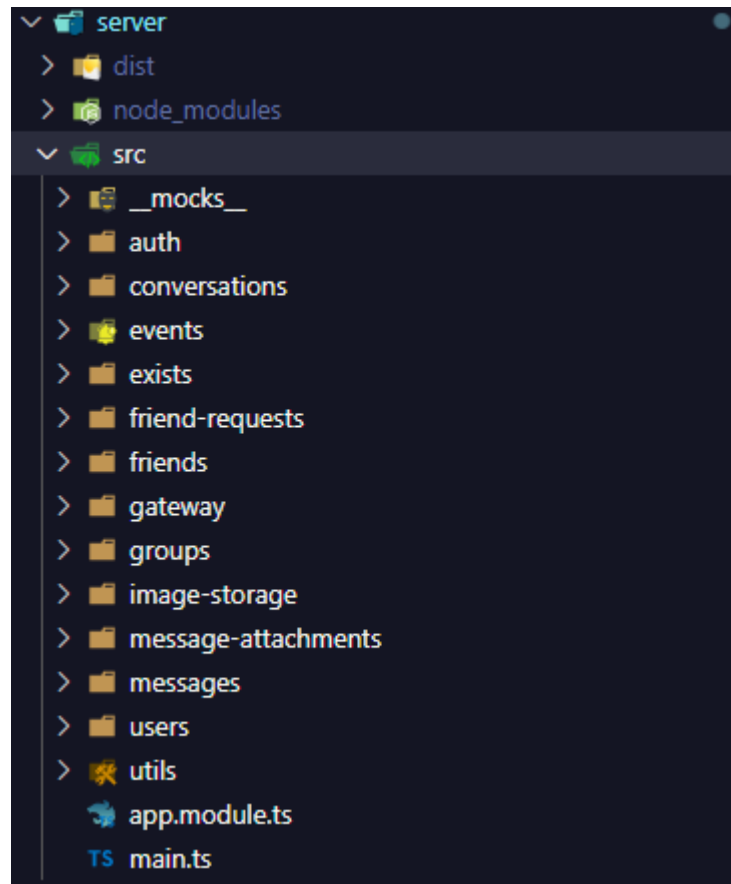 server
dist
node_modules
src
__mocks__
auth
conversations
events
exists
friend-requests
friends
gateway
groups
image-storage
message-attachments
messages
users
utils
app.module.ts
TS main.ts